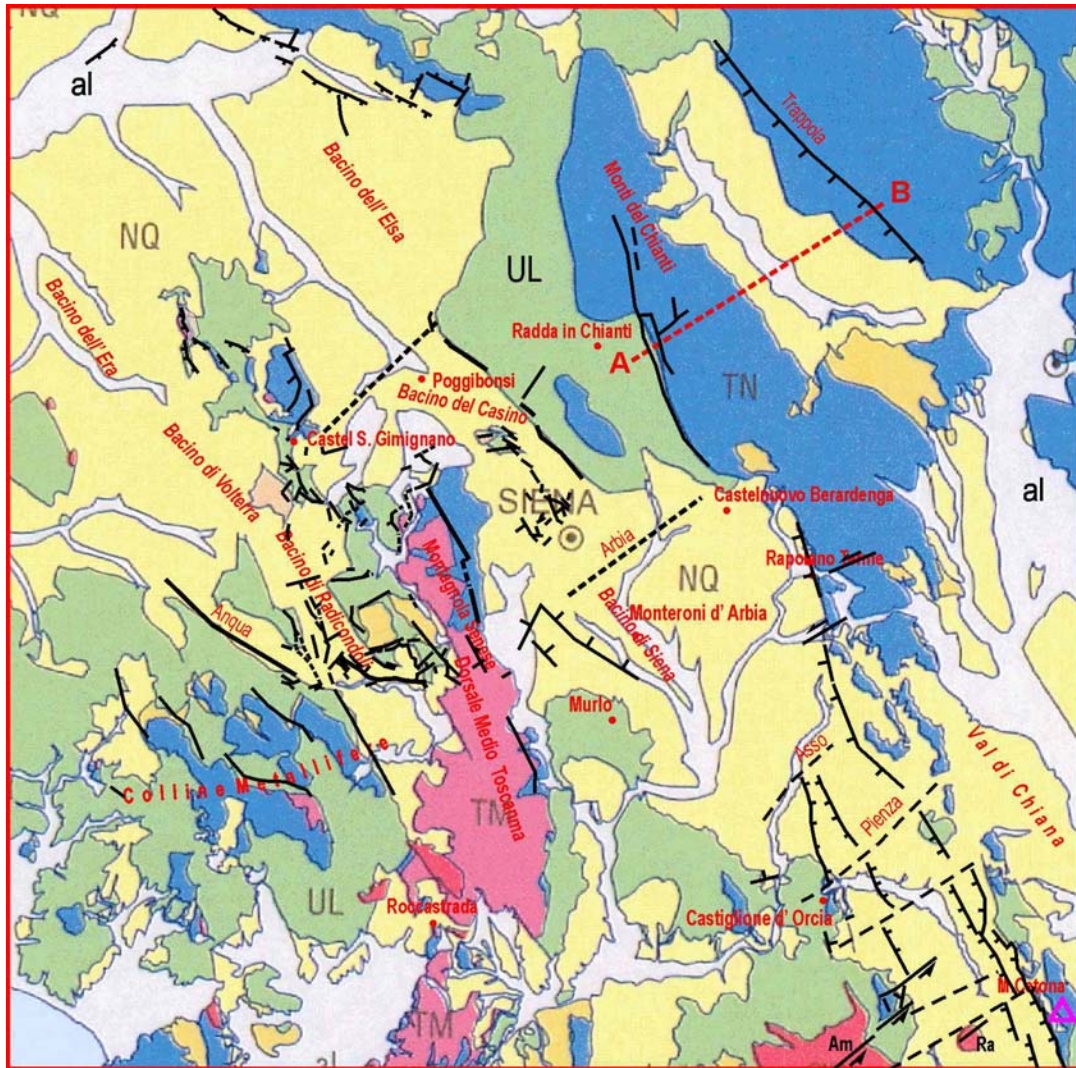 al
Bacino dell' Elsa
NQ
Bacino dell' Era
UL
Monti del Chianti
Trappola
B
Radda in Chianti
A
TN
Poggibonsi
Bacino del Casino
Castel S. Gimignano
Bacino di Volterra
SIENA
Castelnuovo Berardenga
al
Arbia
Rapolano Terme
NQ
Bacino di Radicondoli
Montagnola Senese
Bacino di Siena
Monteroni d' Arbia
Anqua
Dorsale Medio Toscanma
Murlo
Colline Metallifere
Asso
Val di Chiana
Pienza
TM
UL
Roccastrada
Castiglione d' Orcia
M.Cetona
TM
Am
Ra